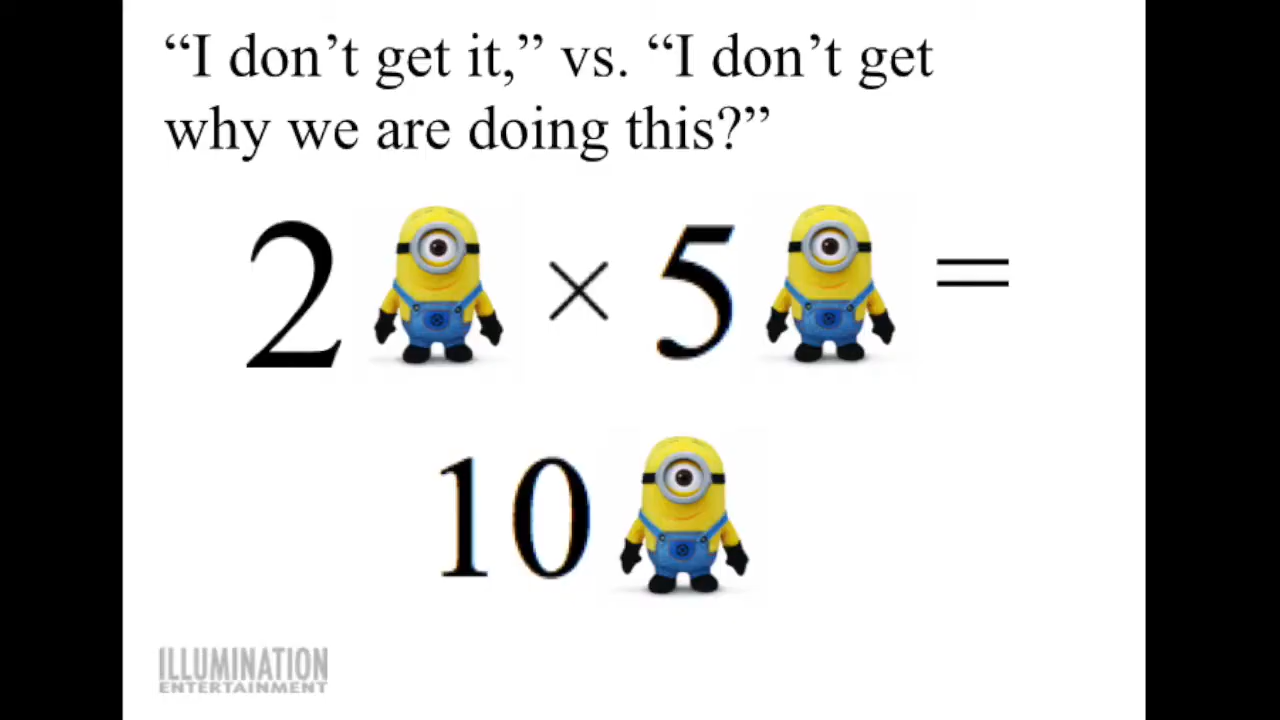 “I don’t get it,” vs. “I don’t get
why we are doing this?”
2 × 5 =
10
ILLUMINATION
ENTERTAINMENT